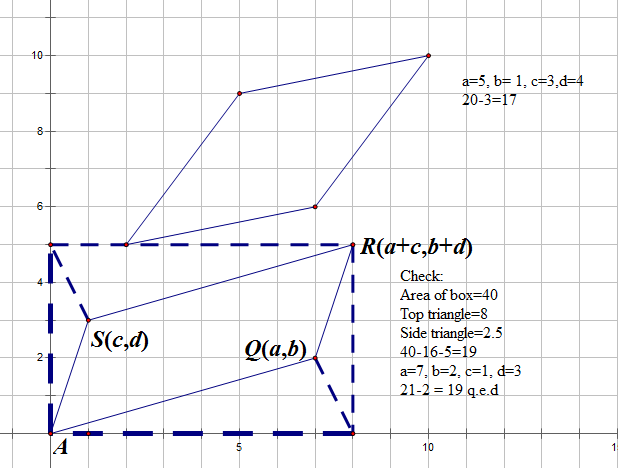 10
a=5, b= 1, c=3,d=4
20-3=17
8
6
R(a+c,b+d)
Check:
4
Area of box=40
Top triangle=8
S(c,d)
Side triangle=2.5
Q(a,b)
40-16-5=19
2
a=7, b=2, c=1, d=3
21-2 = 19 q.e.d
A
5
10
1